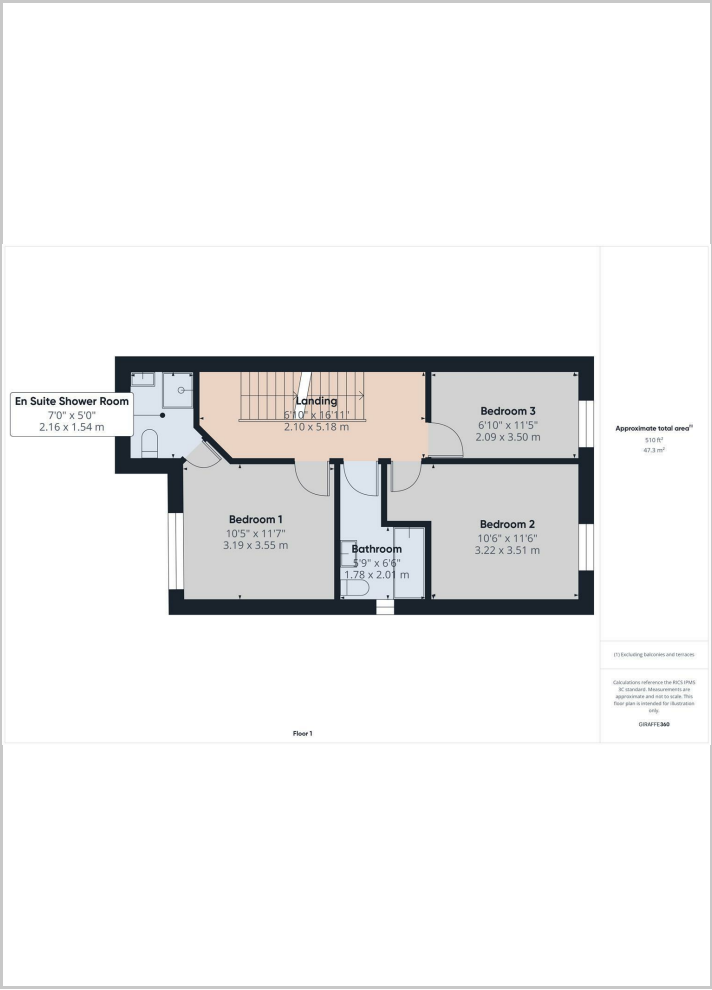 En Suite Shower Room
7'0" x 5'0"
2.16 x 1.54 m
Landing
6'10" x 16'11"
2.10 x 5.18 m
Bedroom 3
6'10" x 11'5"
2.09 x 3.50 m
Bedroom 1
10'5" x 11'7"
3.19 x 3.55 m
Bathroom
5'9" x 6'6"
1.78 x 2.01 m
Bedroom 2
10'6" x 11'6"
3.22 x 3.51 m
Floor 1
Approximate total area⁽¹⁾
510 ft²
47.3 m²
(1) Excluding balconies and terraces
Calculations reference the RICS IPMS
3C standard. Measurements are
approximate and not to scale. This
floor plan is intended for illustration
only.
GIRAFFE360